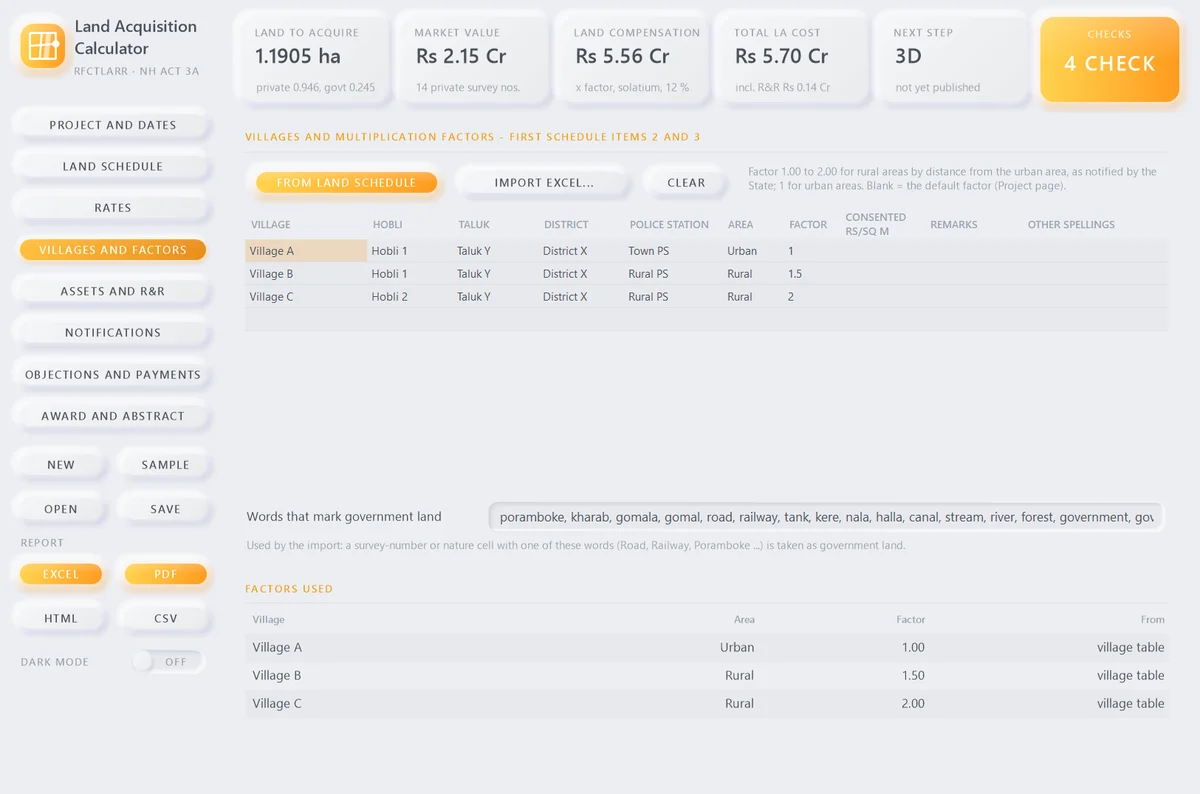 Land Acquisition
Calculator
RFCTLARR · NH ACT 3A
PROJECT AND DATES
LAND SCHEDULE
RATES
VILLAGES AND FACTORS
ASSETS AND R&R
NOTIFICATIONS
OBJECTIONS AND PAYMENTS
AWARD AND ABSTRACT
NEW SAMPLE
OPEN SAVE
REPORT
EXCEL PDF
HTML CSV
DARK MODE OFF
LAND TO ACQUIRE
1.1905 ha
private 0.946, govt 0.245
MARKET VALUE
Rs 2.15 Cr
14 private survey nos.
LAND COMPENSATION
Rs 5.56 Cr
x factor, solatium, 12 %
TOTAL LA COST
Rs 5.70 Cr
incl. R&R Rs 0.14 Cr
NEXT STEP
3D
not yet published
CHECKS
4 CHECK
VILLAGES AND MULTIPLICATION FACTORS - FIRST SCHEDULE ITEMS 2 AND 3
FROM LAND SCHEDULE IMPORT EXCEL... CLEAR
Factor 1.00 to 2.00 for rural areas by distance from the urban area, as notified by the
State; 1 for urban areas. Blank = the default factor (Project page).
VILLAGE HOBLI TALUK DISTRICT POLICE STATION AREA FACTOR CONSENTED RS/SQ M REMARKS OTHER SPELLINGS
Village A Hobli 1 Taluk Y District X Town PS Urban 1
Village B Hobli 1 Taluk Y District X Rural PS Rural 1.5
Village C Hobli 2 Taluk Y District X Rural PS Rural 2
Words that mark government land poramboke, kharab, gomala, gomal, road, railway, tank, kere, nala, halla, canal, stream, river, forest, government, gov
Used by the import: a survey-number or nature cell with one of these words (Road, Railway, Poramboke ...) is taken as government land.
FACTORS USED
Village Area Factor From
Village A Urban 1.00 village table
Village B Rural 1.50 village table
Village C Rural 2.00 village table